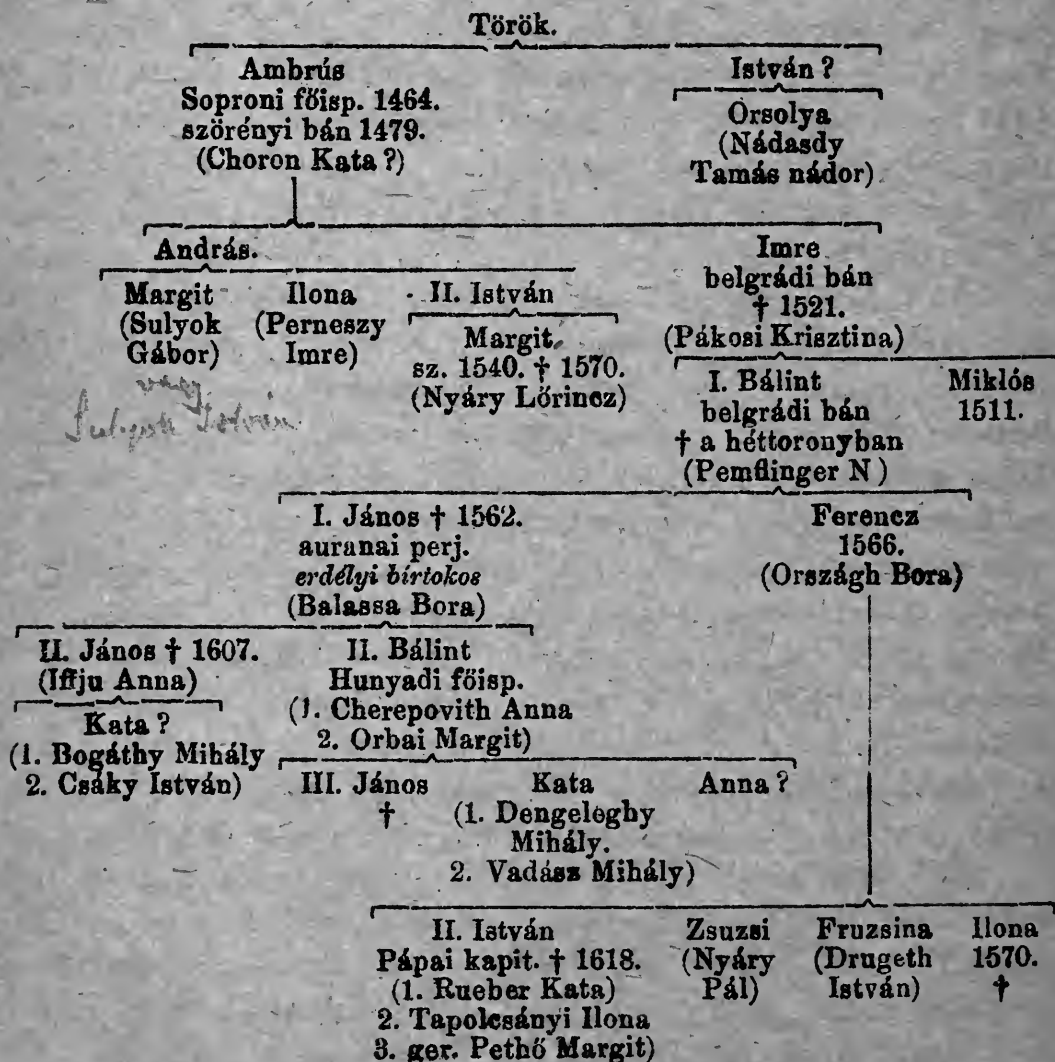 Török.
Ambrús
Soproni főisp. 1464.
szörényi bán 1479.
(Choron Kata ?)
István ?
Orsolya
(Nádasdy
Tamás nádor)
András.
Margit
(Sulyok
Gábor)
vagy
Sulyok István
Ilona
(Perneszy
Imre)
II. István
Margit.
sz. 1540. † 1570.
(Nyáry Lőrincz)
Imre
belgrádi bán
† 1521.
(Pákosi Krisztina)
I. Bálint
belgrádi bán
† a héttoronyban
(Pemflinger N )
Miklós
1511.
I. János † 1562.
auranai perj.
erdélyi birtokos
(Balassa Bora)
Ferencz
1566.
(Országh Bora)
II. János † 1607.
(Iffju Anna)
Kata ?
(1. Bogáthy Mihály
2. Csáky István)
II. Bálint
Hunyadi főisp.
(1. Cherepovith Anna
2. Orbai Margit)
III. János
†
Kata
(1. Dengeleghy
Mihály.
2. Vadász Mihály)
Anna ?
II. István
Pápai kapit. † 1618.
(1. Rueber Kata)
2. Tapolcsányi Ilona
3. ger. Pethő Margit)
Zsuzsi
(Nyáry
Pál)
Fruzsina
(Drugeth
István)
Ilona
1570.
†